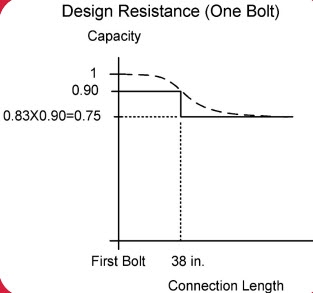 Design Resistance (One Bolt)
Capacity
1
0.90
0.83X0.90=0.75
First Bolt 38 in.
Connection Length